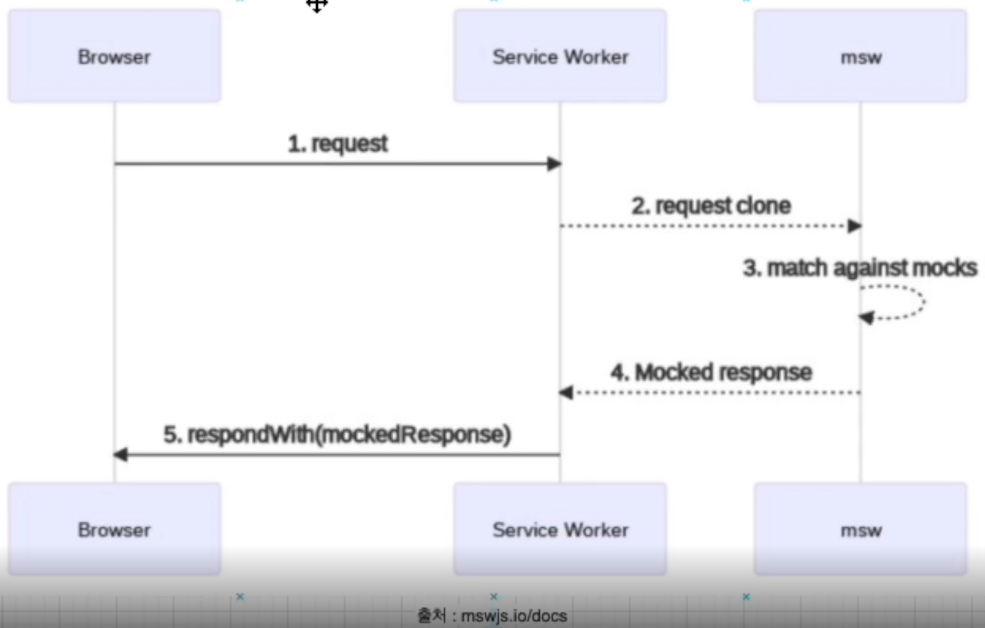 Browser
Service Worker
msw
1. request
2. request clone
3. match against mocks
4. Mocked response
5. respondWith(mockedResponse)
Browser
Service Worker
msw
출처 : mswjs.io/docs